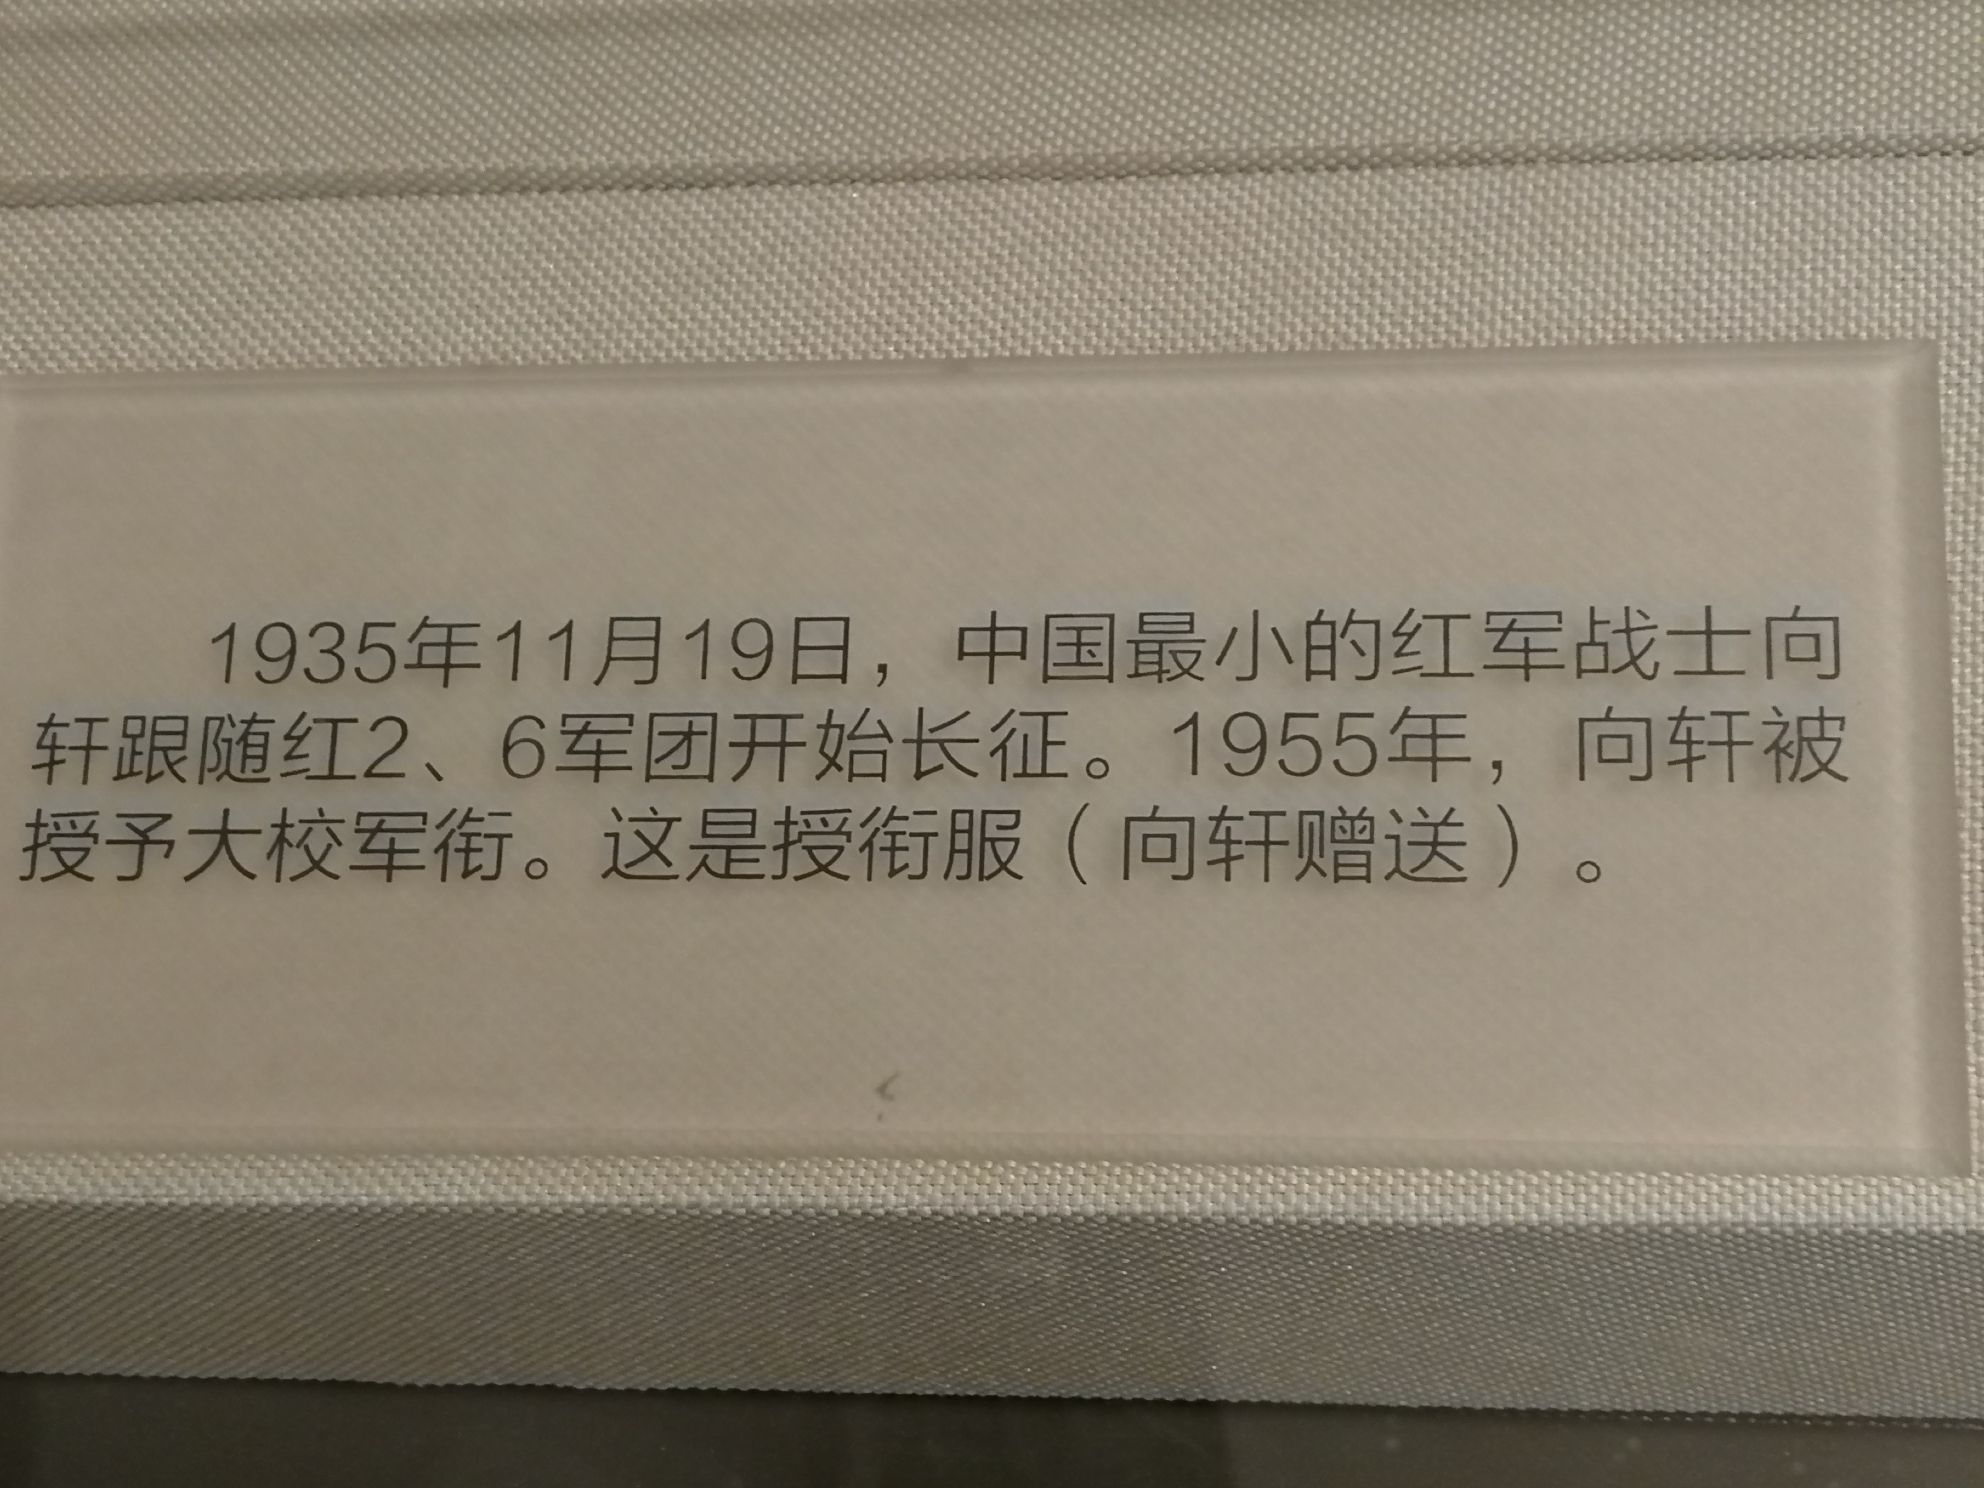 1935年11月19日，中国最小的红军战士向
轩跟随红2、6军团开始长征。1955年，向轩被
授予大校军衔。这是授衔服（向轩赠送）。